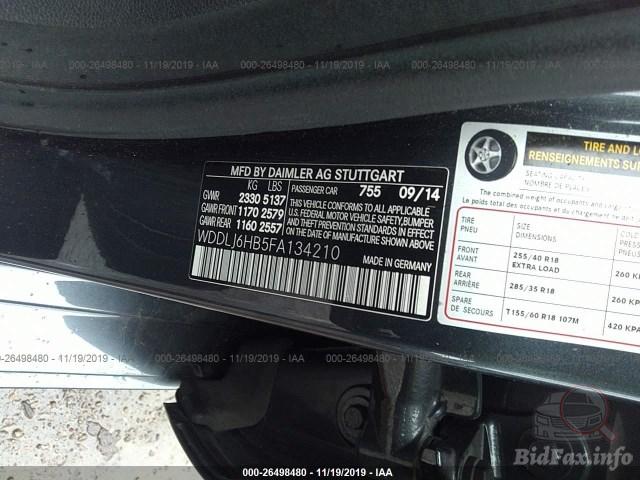 000-26498480 - 11/19/2019 - IAA
000-26498480 - 11/19/2019 - IAA
000-26498480 - 11/19/2019 - IAA
MFD BY DAIMLER AG STUTTGART
KG LBS
GVWR 2330 5137
GAWR FRONT 1170 2579
GAWR REAR 1160 2557
PASSENGER CAR 755 09/14
THIS VEHICLE CONFORMS TO ALL APPLICABLE
U.S. FEDERAL MOTOR VEHICLE SAFETY,BUMPER
AND THEFT PREVENTION STANDARDS IN EFFECT
ON THE DATE OF MANUFACTURE SHOWN ABOVE.
WDDLJ6HB5FA134210
MADE IN GERMANY
TIRE AND LO
RENSEIGNEMENTS SUR
SEATING CAPACITY
NOMBRE DE PLACES
The combined weight of occupants and
Le poids total des occupants et du
TIRE
PNEU
SIZE
DIMENSIONS
FRONT
AVANT
255/40 R18
EXTRA LOAD
260 K
REAR
ARRIÈRE
285/35 R18
260 K
SPARE
DE SECOURS
T155/60 R18 107M
420 KPA
000-26498480 - 11/19/2019 - IAA
000-26498480 - 11/19/2019 - IAA
000-26498480 - 11/19/2019 - IAA
BidFax.info
000-26498480 - 11/19/2019 - IAA